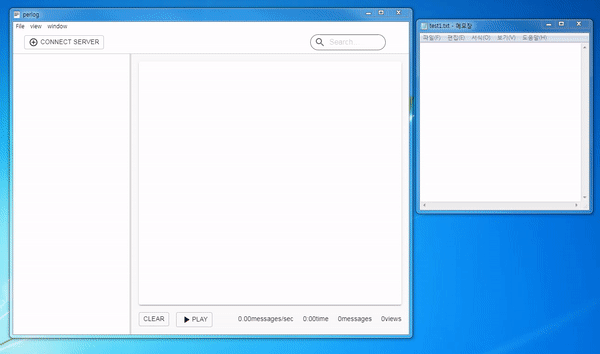 perlog
File view window
CONNECT SERVER
Search...
CLEAR
PLAY
0.00messages/sec 0.00time 0messages 0views
test1.txt - 메모장
파일(F) 편집(E) 서식(O) 보기(V) 도움말(H)